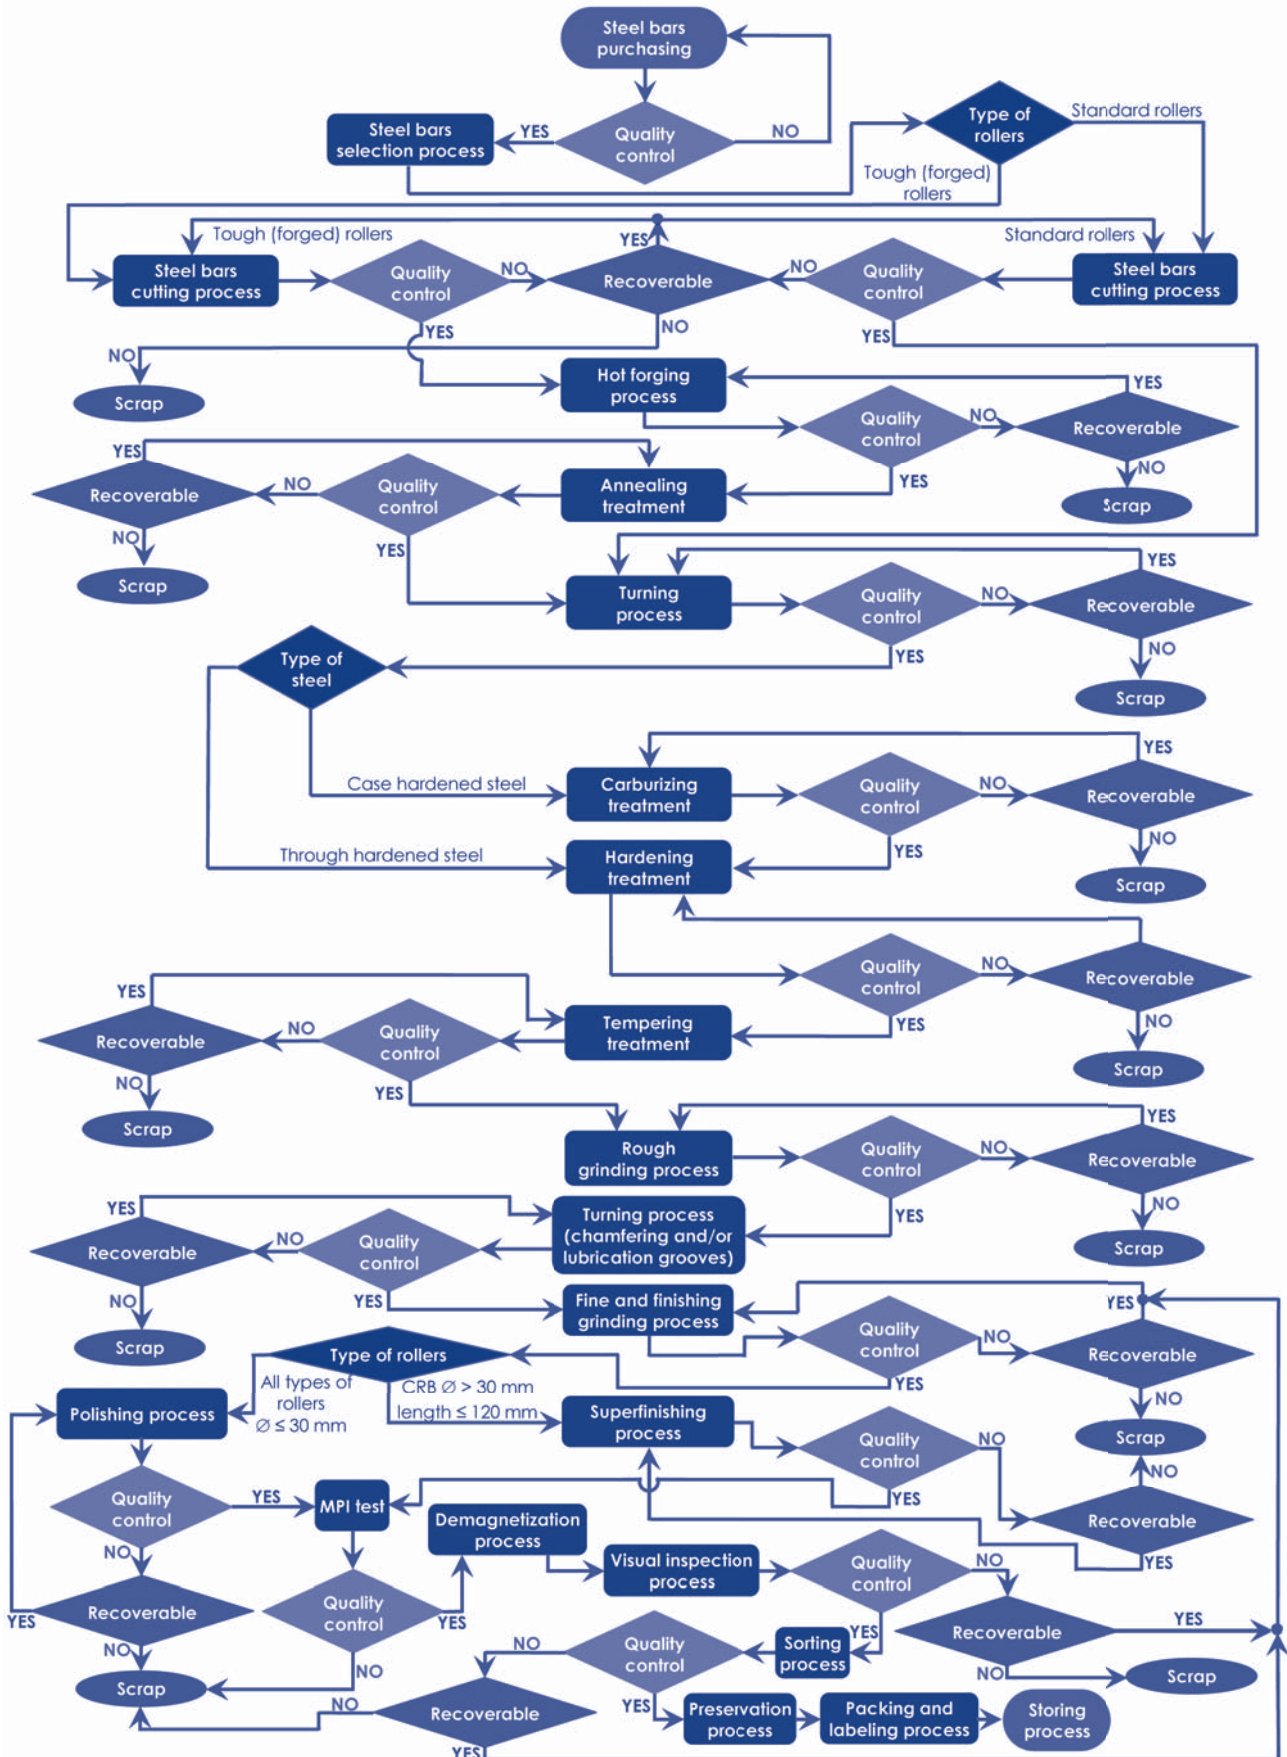 Steel bars
purchasing
Quality
control
YES
NO
Steel bars
selection process
Type of
rollers
Standard rollers
Tough (forged)
rollers
Tough (forged) rollers
YES
Standard rollers
Steel bars
cutting process
Quality
control
NO
Recoverable
NO
Quality
control
Steel bars
cutting process
YES
NO
YES
NO
Scrap
Hot forging
process
YES
Quality
control
NO
Recoverable
YES
NO
Scrap
YES
Recoverable
NO
Quality
control
Annealing
treatment
NO
YES
Scrap
Turning
process
YES
Quality
control
NO
Recoverable
YES
NO
Scrap
Type of
steel
Case hardened steel
Carburizing
treatment
YES
Quality
control
NO
Recoverable
YES
NO
Scrap
Through hardened steel
Hardening
treatment
Quality
control
NO
Recoverable
YES
NO
Scrap
YES
Recoverable
NO
Quality
control
Tempering
treatment
NO
YES
Scrap
Rough
grinding process
YES
Quality
control
NO
Recoverable
YES
NO
Scrap
YES
Recoverable
NO
Quality
control
Turning process
(chamfering and/or
lubrication grooves)
NO
YES
Scrap
Fine and finishing
grinding process
YES
Quality
control
NO
Recoverable
YES
NO
Scrap
Type of rollers
All types of
rollers
Ø ≤ 30 mm
CRB Ø > 30 mm
length ≤ 120 mm
Polishing process
Superfinishing
process
Quality
control
NO
NO
YES
Recoverable
YES
Quality
control
YES
MPI test
NO
Recoverable
YES
NO
Scrap
Quality
control
YES
NO
Demagnetization
process
Visual inspection
process
Quality
control
NO
Recoverable
YES
NO
Scrap
YES
Sorting
process
Quality
control
NO
Recoverable
NO
YES
YES
Preservation
process
Packing and
labeling process
Storing
process